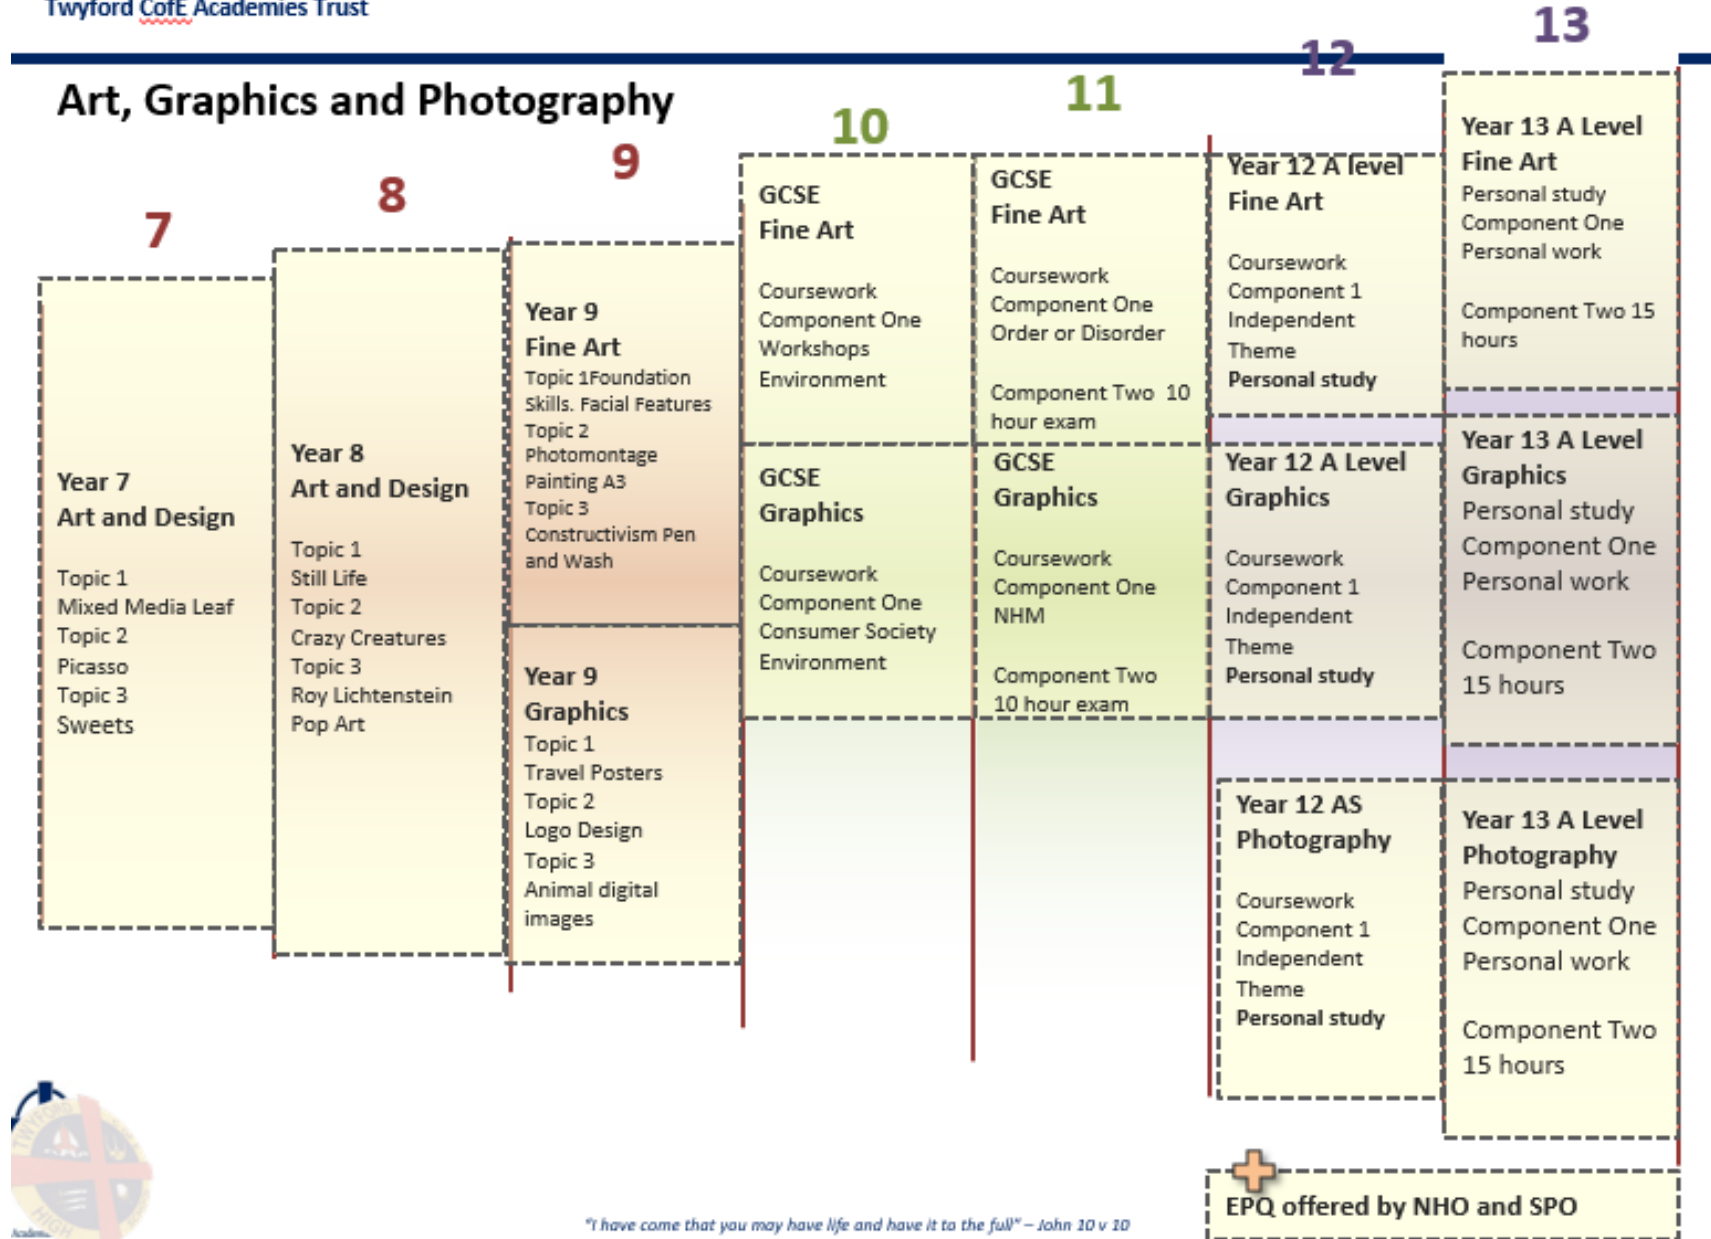 Twyford CofE Academies Trust
Art, Graphics and Photography
7
8
9
10
11
12
13
Year 7
Art and Design
Topic 1
Mixed Media Leaf
Topic 2
Picasso
Topic 3
Sweets
Year 8
Art and Design
Topic 1
Still Life
Topic 2
Crazy Creatures
Topic 3
Roy Lichtenstein
Pop Art
Year 9
Fine Art
Topic 1Foundation
Skills. Facial Features
Topic 2
Photomontage
Painting A3
Topic 3
Constructivism Pen
and Wash
Year 9
Graphics
Topic 1
Travel Posters
Topic 2
Logo Design
Topic 3
Animal digital
images
GCSE
Fine Art
Coursework
Component One
Workshops
Environment
GCSE
Graphics
Coursework
Component One
Consumer Society
Environment
GCSE
Fine Art
Coursework
Component One
Order or Disorder
Component Two 10
hour exam
GCSE
Graphics
Coursework
Component One
NHM
Component Two
10 hour exam
Year 12 A level
Fine Art
Coursework
Component 1
Independent
Theme
Personal study
Year 12 A Level
Graphics
Coursework
Component 1
Independent
Theme
Personal study
Year 12 AS
Photography
Coursework
Component 1
Independent
Theme
Personal study
Year 13 A Level
Fine Art
Personal study
Component One
Personal work
Component Two 15
hours
Year 13 A Level
Graphics
Personal study
Component One
Personal work
Component Two
15 hours
Year 13 A Level
Photography
Personal study
Component One
Personal work
Component Two
15 hours
EPQ offered by NHO and SPO
TWYFORD
HIGH
"I have come that you may have life and have it to the full" – John 10 v 10